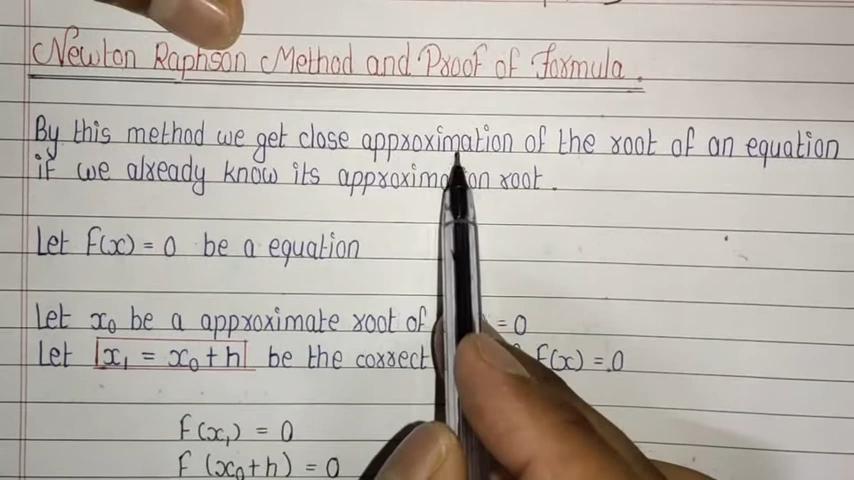 Newton Raphson Method and Proof of Formula.
By this method we get close approximation of the root of an equation
if we already know its approximaton root.
Let f(x) = 0 be a equation
Let x₀ be a approximate root of = 0
Let x₁ = x₀ + h be the correct f(x) = 0
f(x₁) = 0
f(x₀+h) = 0